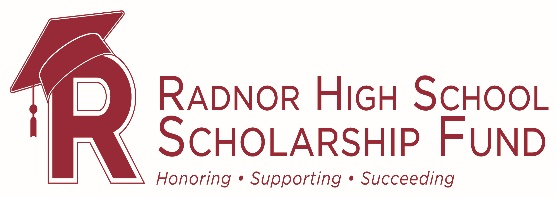 R
RADNOR HIGH SCHOOL
SCHOLARSHIP FUND
Honoring • Supporting • Succeeding